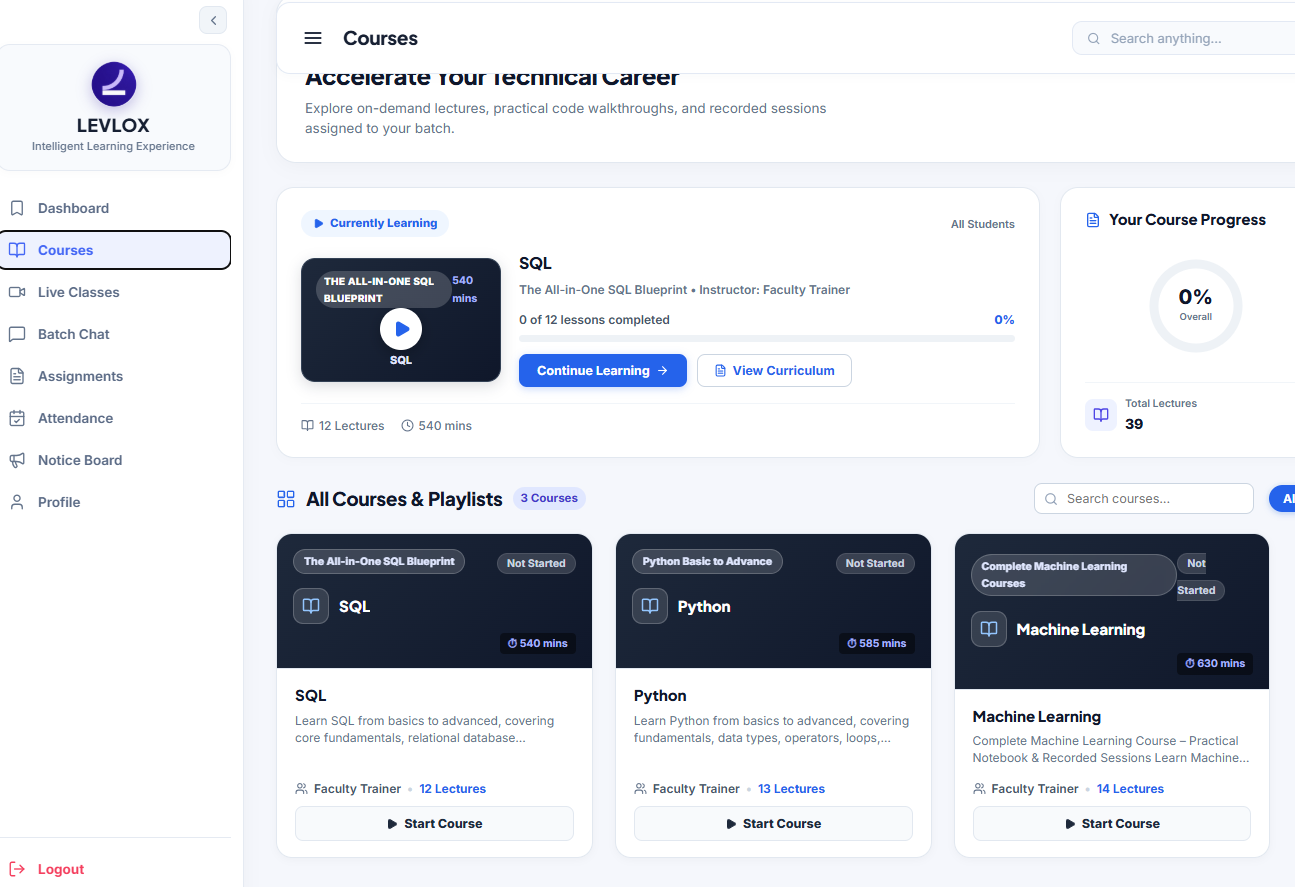 LEVLOX
Intelligent Learning Experience
Dashboard
Courses
Live Classes
Batch Chat
Assignments
Attendance
Notice Board
Profile
Logout
Courses
Search anything...
Accelerate Your Technical Career
Explore on-demand lectures, practical code walkthroughs, and recorded sessions
assigned to your batch.
Currently Learning
All Students
THE ALL-IN-ONE SQL
BLUEPRINT
540
mins
SQL
SQL
The All-in-One SQL Blueprint • Instructor: Faculty Trainer
0 of 12 lessons completed
0%
Continue Learning →
View Curriculum
12 Lectures
540 mins
Your Course Progress
0%
Overall
Total Lectures
39
All Courses & Playlists
3 Courses
Search courses...
The All-in-One SQL Blueprint
Not Started
SQL
540 mins
SQL
Learn SQL from basics to advanced, covering
core fundamentals, relational database...
Faculty Trainer • 12 Lectures
Start Course
Python Basic to Advance
Not Started
Python
585 mins
Python
Learn Python from basics to advanced, covering
fundamentals, data types, operators, loops,...
Faculty Trainer • 13 Lectures
Start Course
Complete Machine Learning
Courses
Not
Started
Machine Learning
630 mins
Machine Learning
Complete Machine Learning Course – Practical
Notebook & Recorded Sessions Learn Machine...
Faculty Trainer • 14 Lectures
Start Course